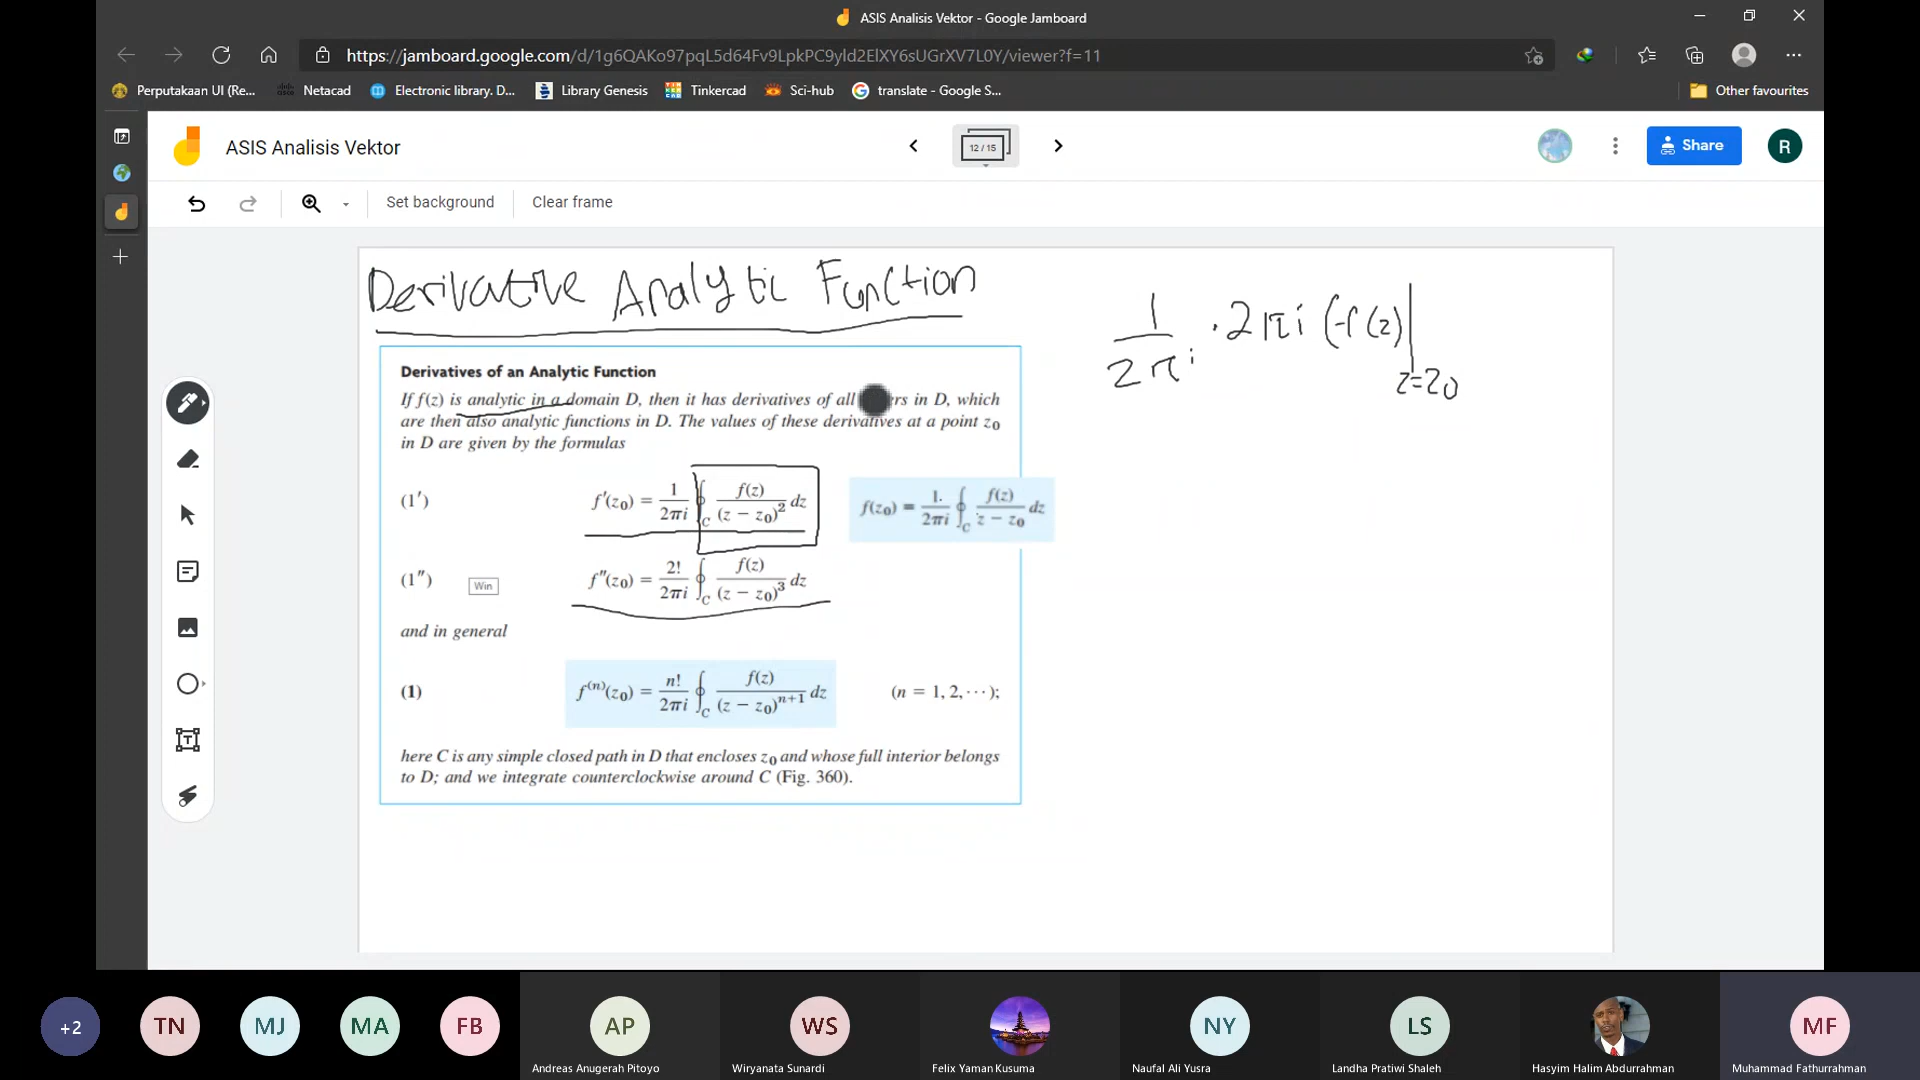 ASIS Analisis Vektor - Google Jamboard
https://jamboard.google.com/d/1g6QAKo97pqL5d64Fv9LpkPC9yld2ElXY6sUGrXV7L0Y/viewer?f=11
Perputakaan UI (Re... Netacad Electronic library. D... Library Genesis Tinkercad Sci-hub translate - Google S... Other favourites
ASIS Analisis Vektor 12 / 15 Share R
Set background Clear frame
Derivative Analytic Function
1/2πi · 2πi (f(z)|z=z0
Derivatives of an Analytic Function
If f(z) is analytic in a domain D, then it has derivatives of all rs in D, which
are then also analytic functions in D. The values of these derivatives at a point z0
in D are given by the formulas
(1′) f′(z0) = 1/2πi ∮C f(z)/(z − z0)² dz f(z0) = 1./2πi ∮C f(z)/z − z0 dz
(1″) Win f″(z0) = 2!/2πi ∮C f(z)/(z − z0)³ dz
and in general
(1) f⁽ⁿ⁾(z0) = n!/2πi ∮C f(z)/(z − z0)ⁿ⁺¹ dz (n = 1, 2, ···);
here C is any simple closed path in D that encloses z0 and whose full interior belongs
to D; and we integrate counterclockwise around C (Fig. 360).
+2 TN MJ MA FB AP WS NY LS MF
Andreas Anugerah Pitoyo Wiryanata Sunardi Felix Yaman Kusuma Naufal Ali Yusra Landha Pratiwi Shaleh Hasyim Halim Abdurrahman Muhammad Fathurrahman